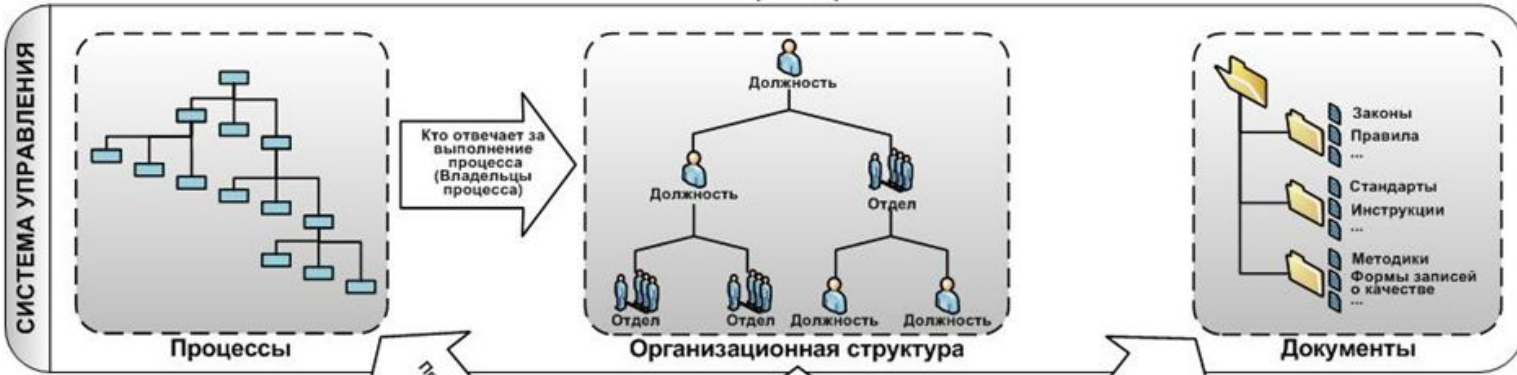 СИСТЕМА УПРАВЛЕНИЯ
Кто отвечает за
выполнение
процесса
(Владельцы
процесса)
Процессы
Должность
Должность
Отдел
Отдел
Отдел
Должность
Должность
Организационная структура
Законы
Правила
...
Стандарты
Инструкции
...
Методики
Формы записей
о качестве
...
Документы